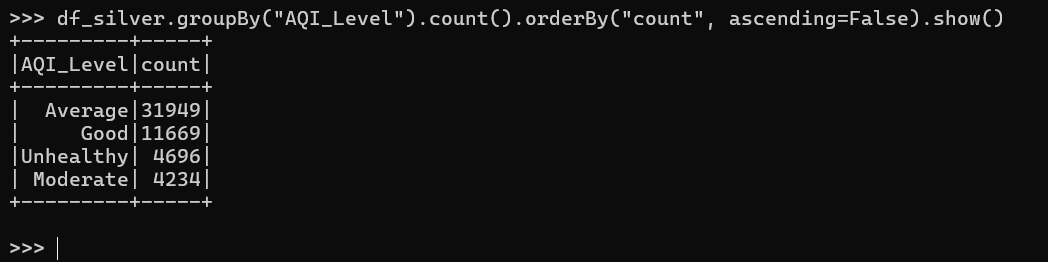 >>> df_silver.groupBy("AQI_Level").count().orderBy("count", ascending=False).show()
+---------+-----+
|AQI_Level|count|
+---------+-----+
|  Average|31949|
|     Good|11669|
|Unhealthy| 4696|
| Moderate| 4234|
+---------+-----+
>>>